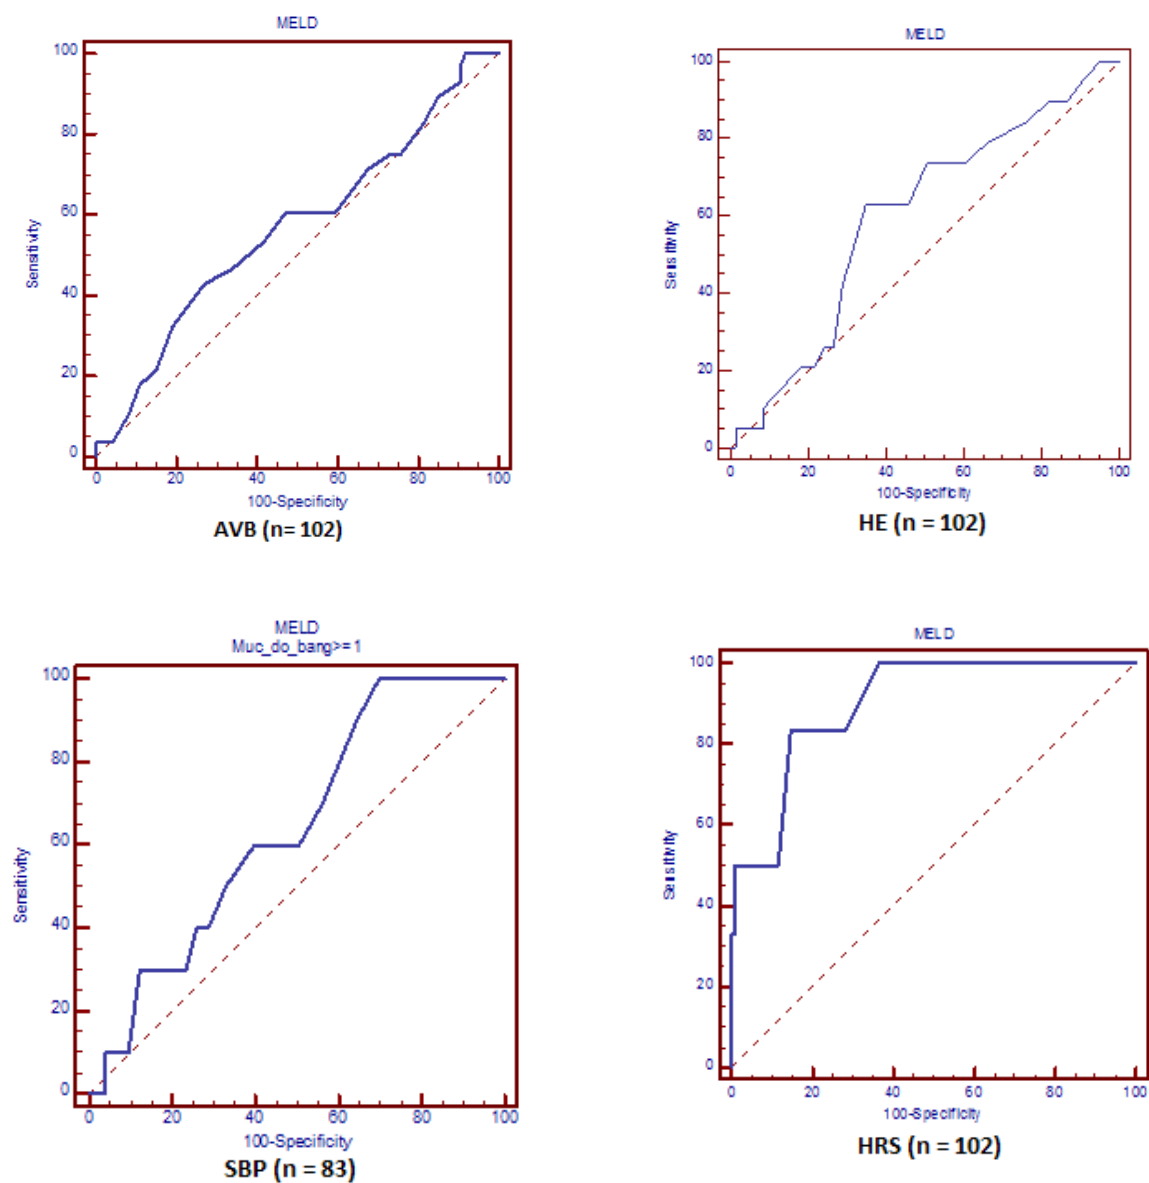 MELD
100
80
60
40
20
0
Sensitivity
0 20 40 60 80 100
100-Specificity
AVB (n= 102)
MELD
100
80
60
40
20
0
Sensitivity
0 20 40 60 80 100
100-Specificity
HE (n = 102)
MELD
Muc_do_bang>= 1
100
80
60
40
20
0
Sensitivity
0 20 40 60 80 100
100-Specificity
SBP (n = 83)
MELD
100
80
60
40
20
0
Sensitivity
0 20 40 60 80 100
100-Specificity
HRS (n = 102)